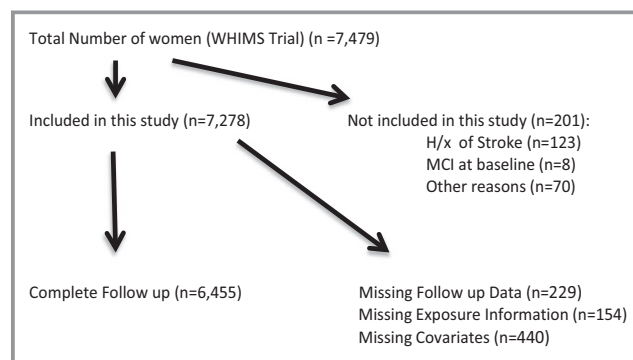 Total Number of women (WHIMS Trial) (n =7,479)
Included in this study (n=7,278)
Not included in this study (n=201):
H/x of Stroke (n=123)
MCI at baseline (n=8)
Other reasons (n=70)
Complete Follow up (n=6,455)
Missing Follow up Data (n=229)
Missing Exposure Information (n=154)
Missing Covariates (n=440)